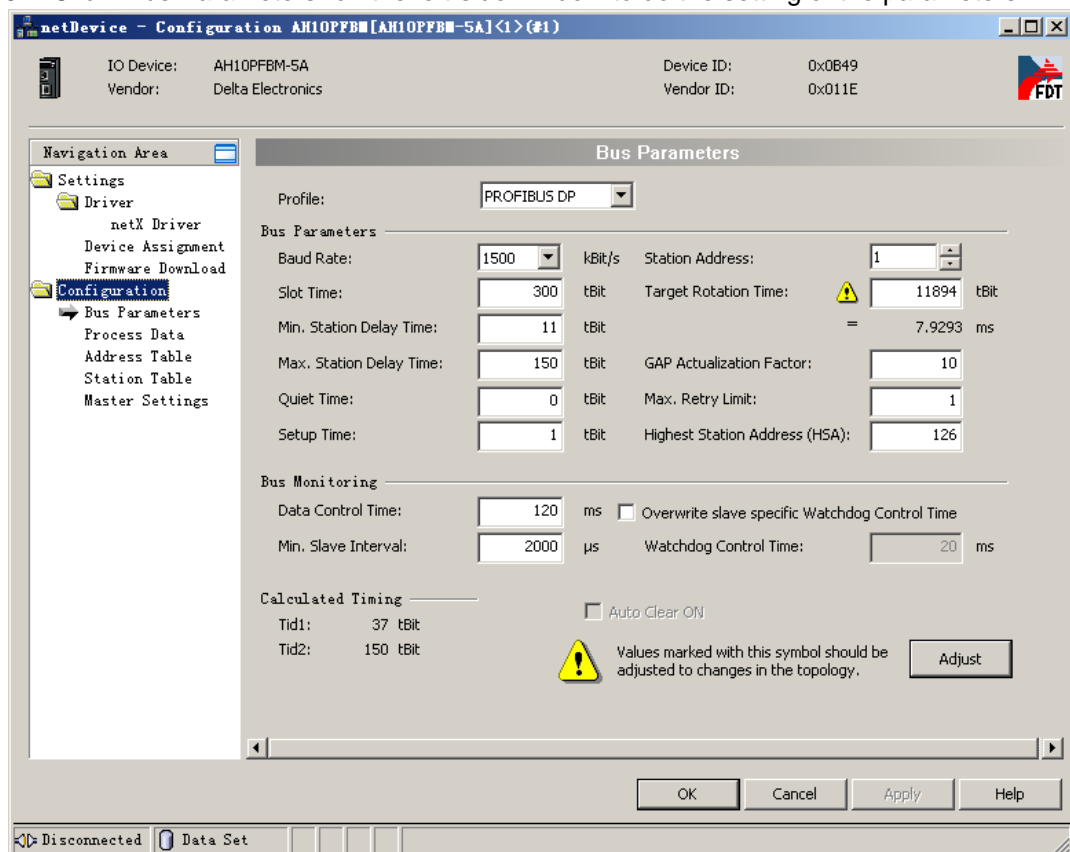 netDevice - Configuration AH10PFBM[AH10PFBM-5A]<1>(#1)
IO Device: AH10PFBM-5A Device ID: 0x0B49
Vendor: Delta Electronics Vendor ID: 0x011E
FDT
Navigation Area
Settings
Driver
netX Driver
Device Assignment
Firmware Download
Configuration
Bus Parameters
Process Data
Address Table
Station Table
Master Settings
Bus Parameters
Profile: PROFIBUS DP
Bus Parameters
Baud Rate: 1500 kBit/s Station Address: 1
Slot Time: 300 tBit Target Rotation Time: 11894 tBit
Min. Station Delay Time: 11 tBit = 7.9293 ms
Max. Station Delay Time: 150 tBit GAP Actualization Factor: 10
Quiet Time: 0 tBit Max. Retry Limit: 1
Setup Time: 1 tBit Highest Station Address (HSA): 126
Bus Monitoring
Data Control Time: 120 ms Overwrite slave specific Watchdog Control Time
Min. Slave Interval: 2000 µs Watchdog Control Time: 20 ms
Calculated Timing
Auto Clear ON
Tid1: 37 tBit
Tid2: 150 tBit
Values marked with this symbol should be
adjusted to changes in the topology.
Adjust
OK Cancel Apply Help
Disconnected Data Set